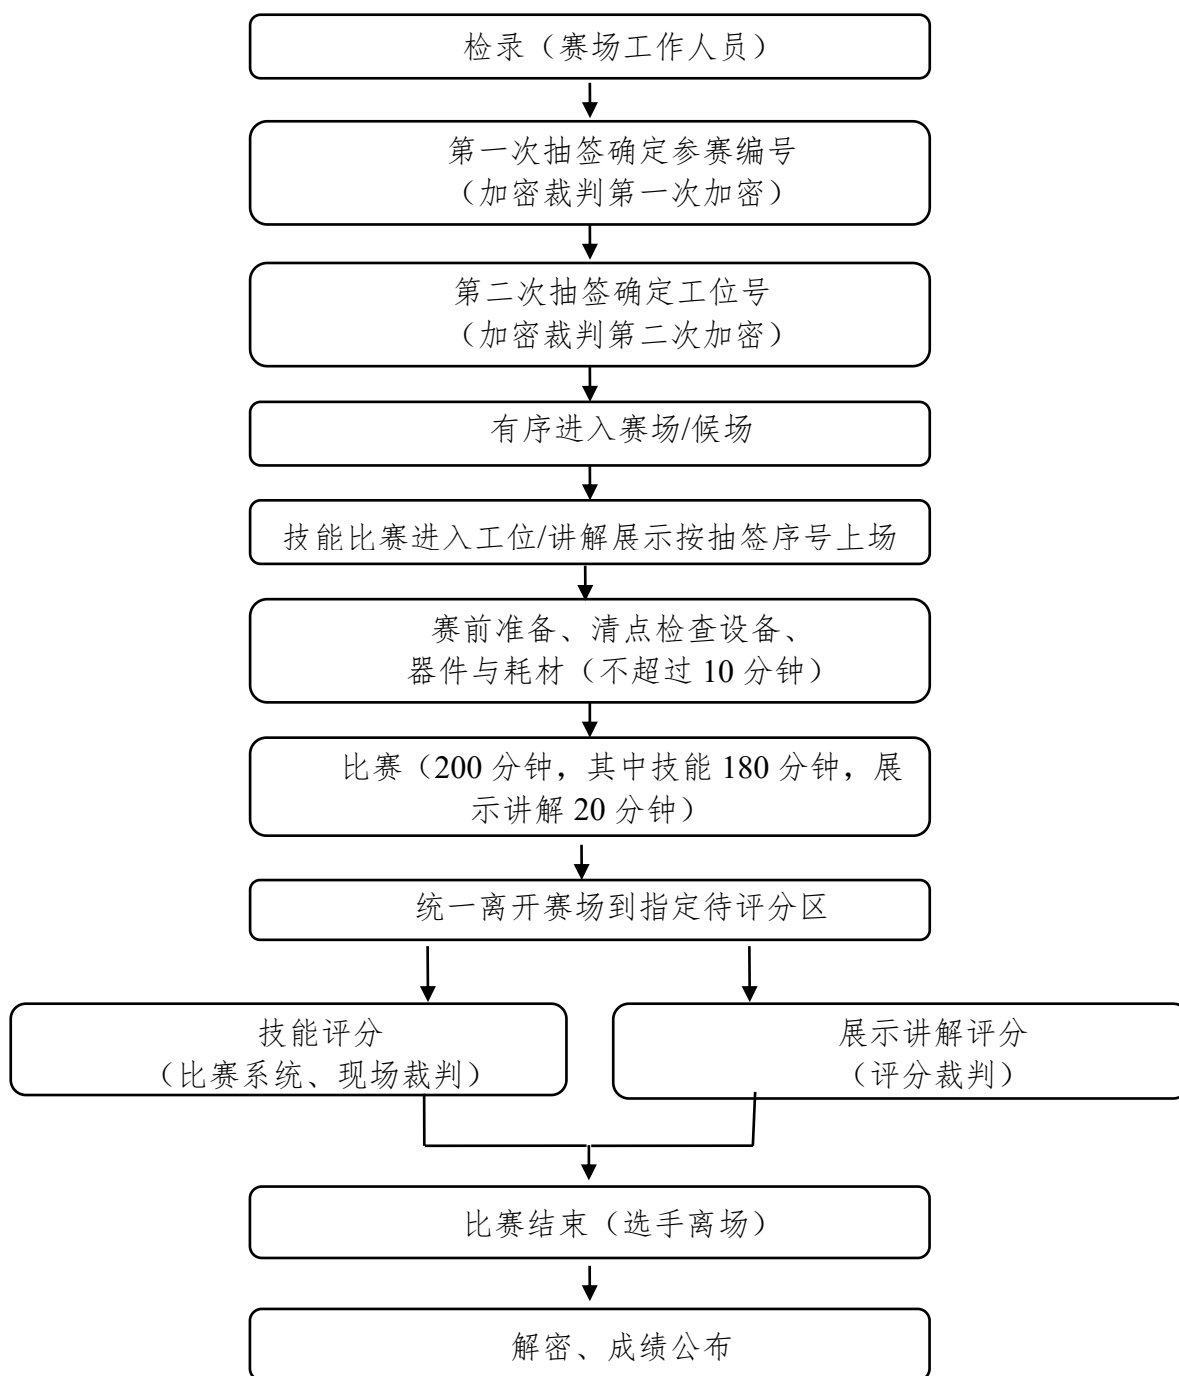 检录（赛场工作人员）
第一次抽签确定参赛编号
（加密裁判第一次加密）
第二次抽签确定工位号
（加密裁判第二次加密）
有序进入赛场/候场
技能比赛进入工位/讲解展示按抽签序号上场
赛前准备、清点检查设备、
器件与耗材（不超过 10 分钟）
比赛（200 分钟，其中技能 180 分钟，展
示讲解 20 分钟）
统一离开赛场到指定待评分区
技能评分
（比赛系统、现场裁判）
展示讲解评分
（评分裁判）
比赛结束（选手离场）
解密、成绩公布